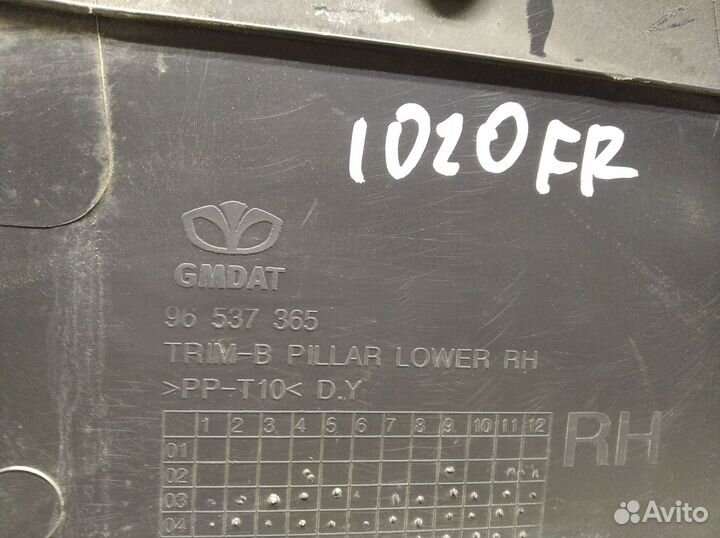 1020FR
GMDAT
96 537 365
TRIM-B PILLAR LOWER RH
>PP-T10< D.Y
1 2 3 4 5 6 7 8 9 10 11 12
RH
01
02
03
04
Avito